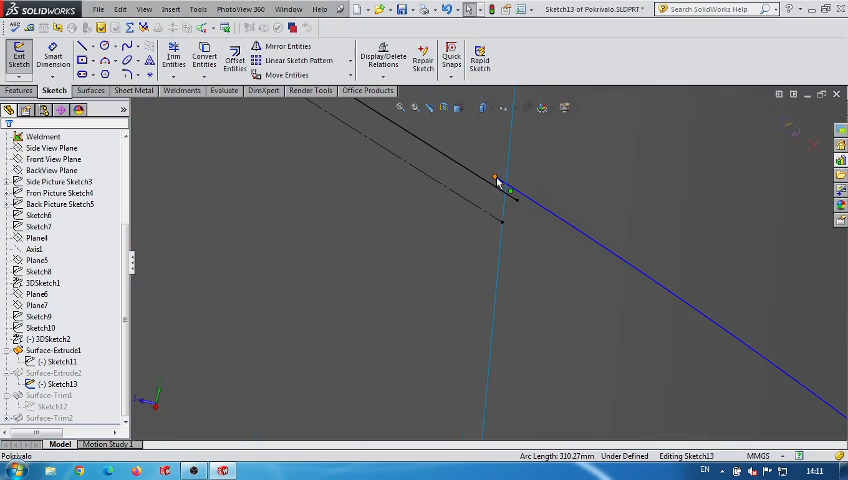 SOLIDWORKS
File
Edit
View
Insert
Tools
PhotoView 360
Window
Help
Sketch13 of Pokrivalo.SLDPRT *
Search SolidWorks Help
Exit Sketch
Smart Dimension
Trim Entities
Convert Entities
Offset Entities
Mirror Entities
Linear Sketch Pattern
Move Entities
Display/Delete Relations
Repair Sketch
Quick Snaps
Rapid Sketch
Features
Sketch
Surfaces
Sheet Metal
Weldments
Evaluate
DimXpert
Render Tools
Office Products
Weldment
Side View Plane
Front View Plane
BackView Plane
Side Picture Sketch3
Fron Picture Sketch4
Back Picture Sketch5
Sketch6
Sketch7
Plane4
Axis1
Plane5
Sketch8
3DSketch1
Plane6
Plane7
Sketch9
Sketch10
(-) 3DSketch2
Surface-Extrude1
(-) Sketch11
Surface-Extrude2
(-) Sketch13
Surface-Trim1
Sketch12
Surface-Trim2
Model
Motion Study 1
Pokrivalo
Arc Length: 310.27mm
Under Defined
Editing Sketch13
MMGS
EN
14:11